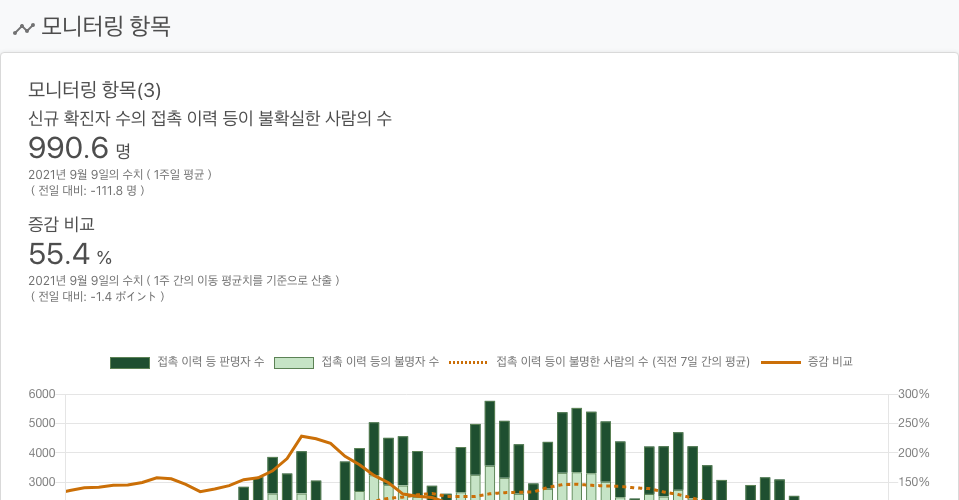 모니터링 항목
모니터링 항목(3)
신규 확진자 수의 접촉 이력 등이 불확실한 사람의 수
990.6 명
2021년 9월 9일의 수치 ( 1주일 평균 )
( 전일 대비: -111.8 명 )
증감 비교
55.4 %
2021년 9월 9일의 수치 ( 1주 간의 이동 평균치를 기준으로 산출 )
( 전일 대비: -1.4 ポイント )
접촉 이력 등 판명자 수 접촉 이력 등의 불명자 수 접촉 이력 등이 불명한 사람의 수 (직전 7일 간의 평균) 증감 비교
6000 300%
5000 250%
4000 200%
3000 150%